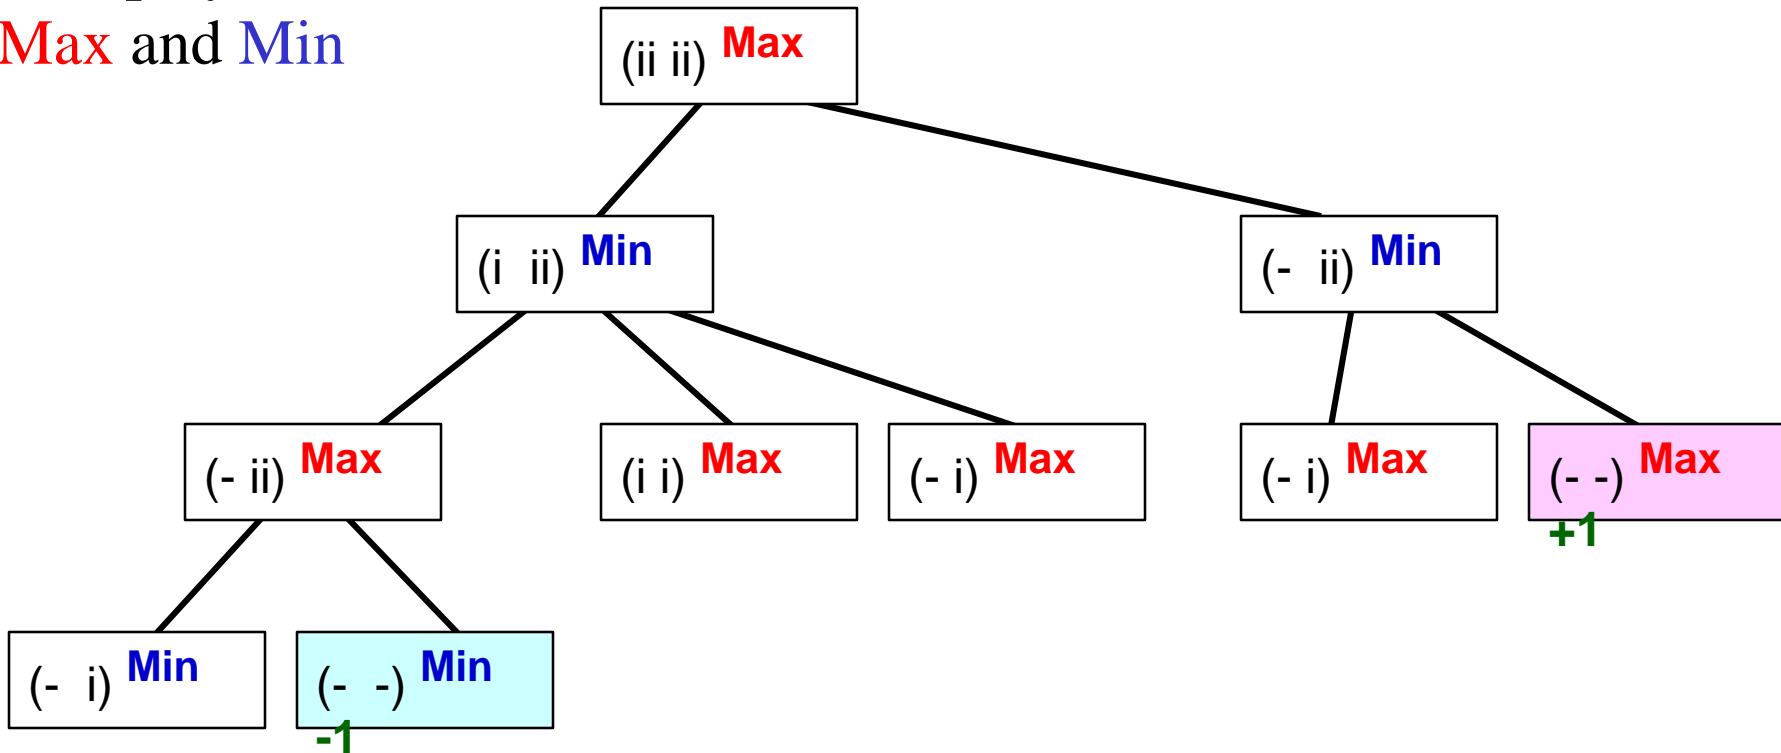 Max and Min
(ii ii) Max
(i ii) Min
(- ii) Min
(- ii) Max
(i i) Max
(- i) Max
(- i) Max
(- -) Max
+1
(- i) Min
(- -) Min
-1